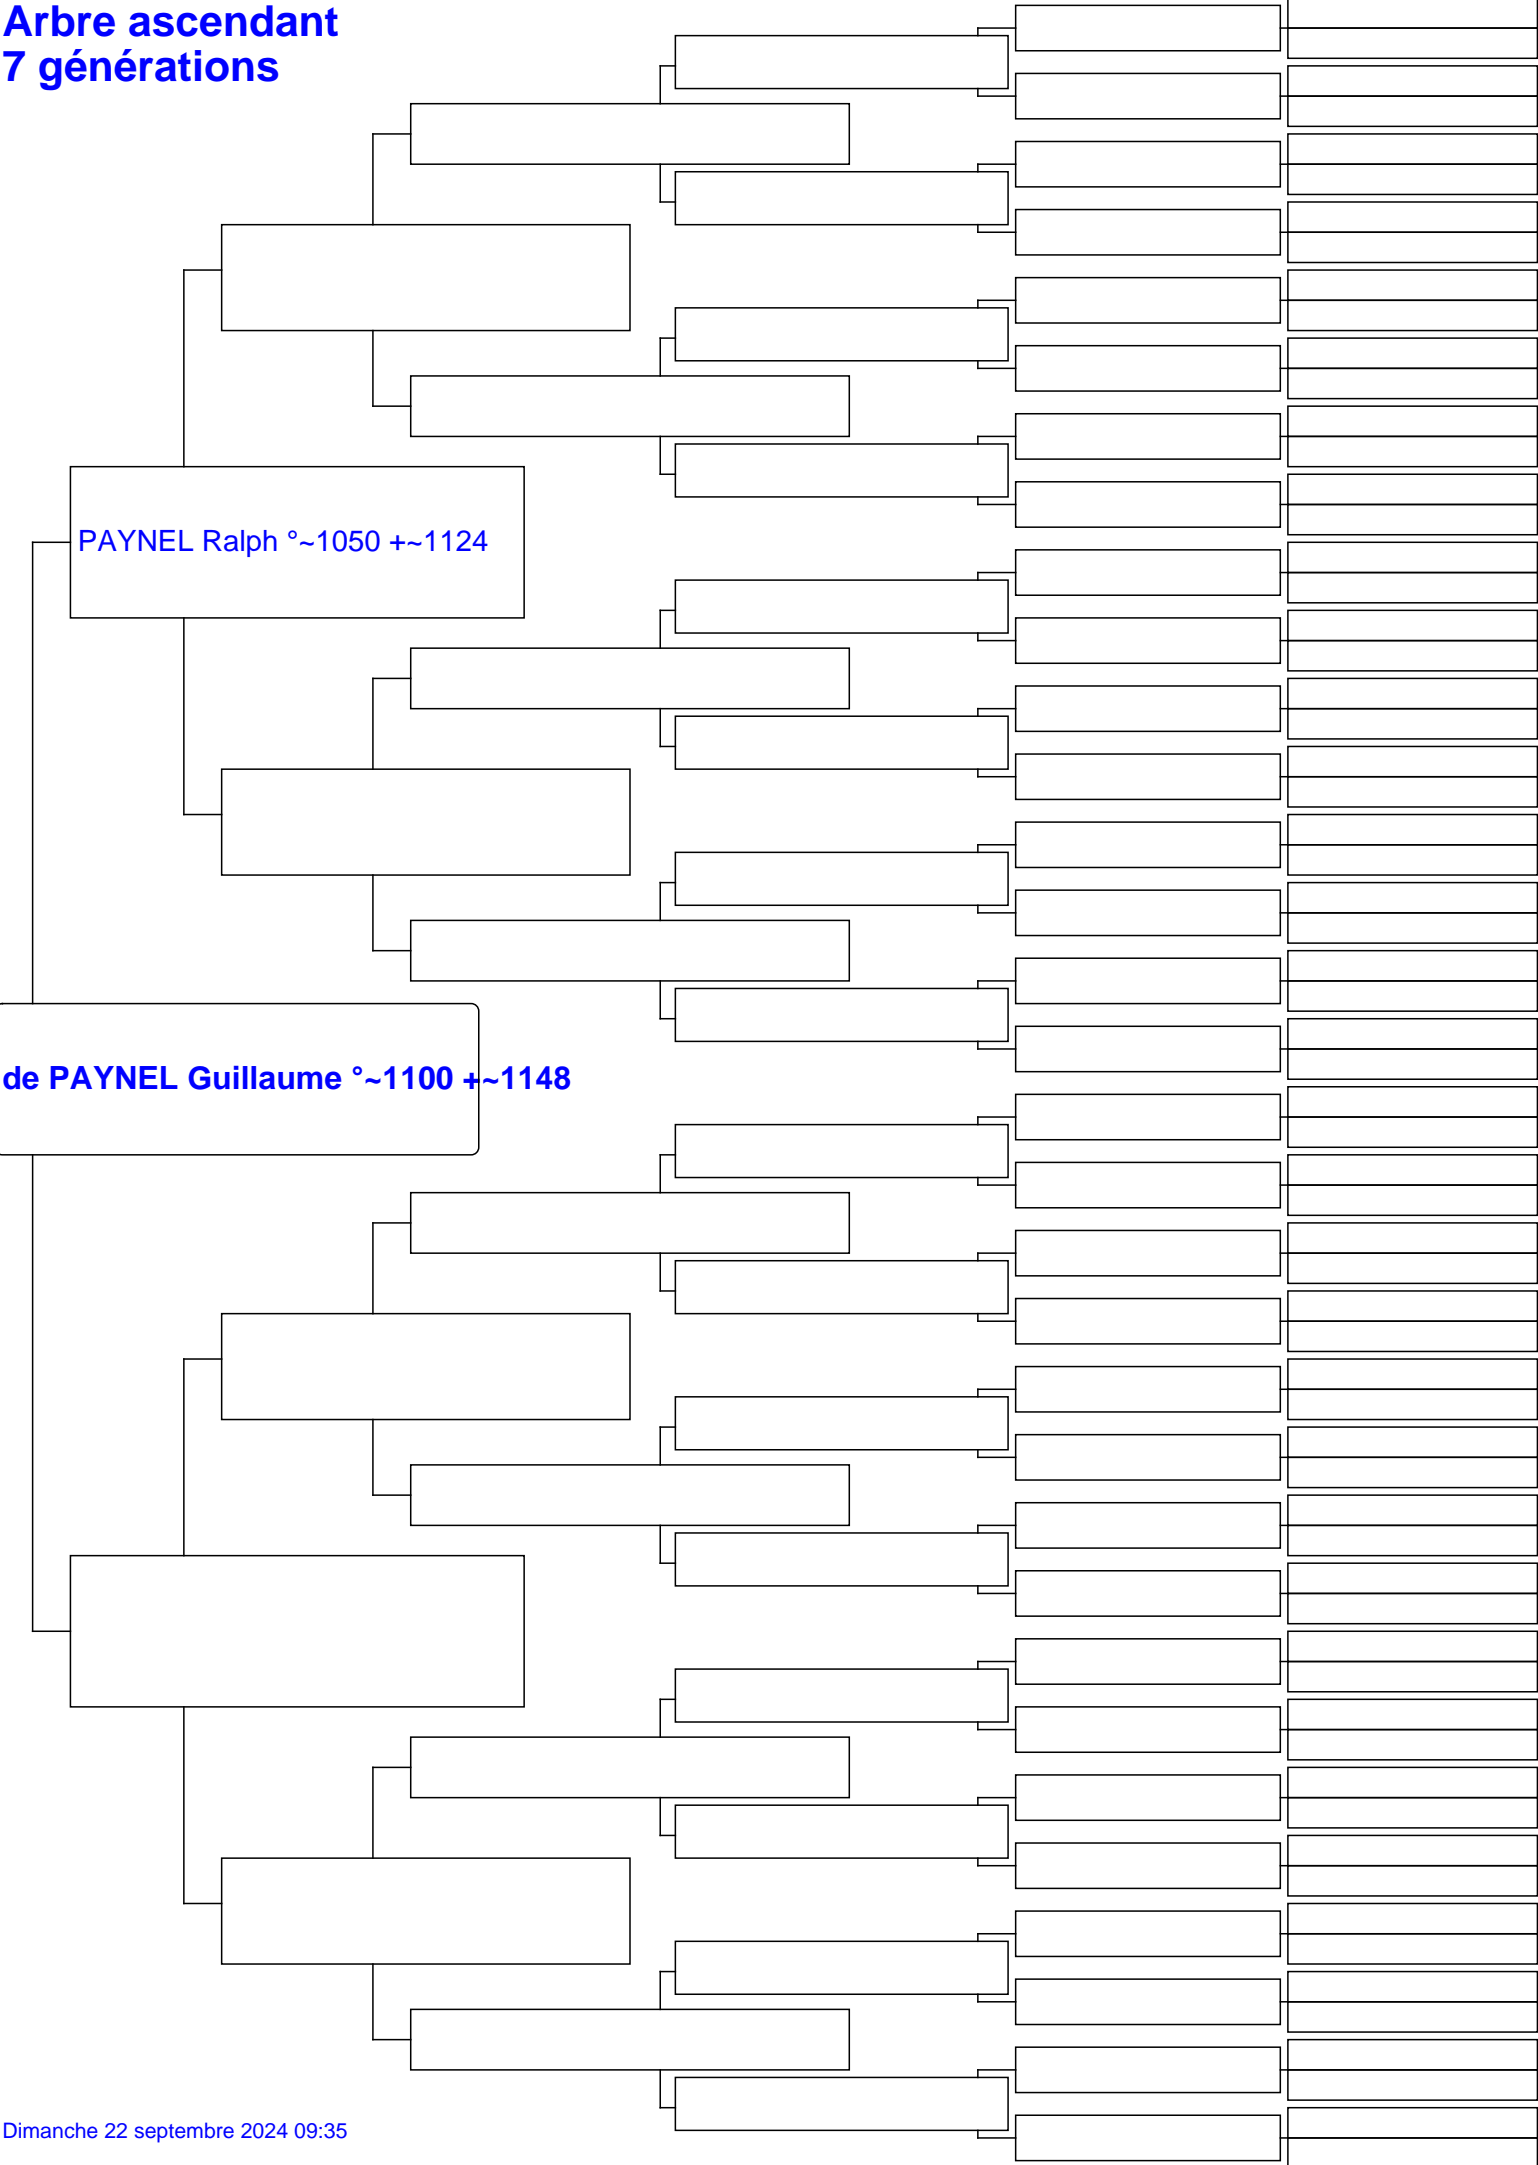 Arbre ascendant
7 générations
PAYNEL Ralph °~1050 +~1124
de PAYNEL Guillaume °~1100 +~1148
Dimanche 22 septembre 2024 09:35